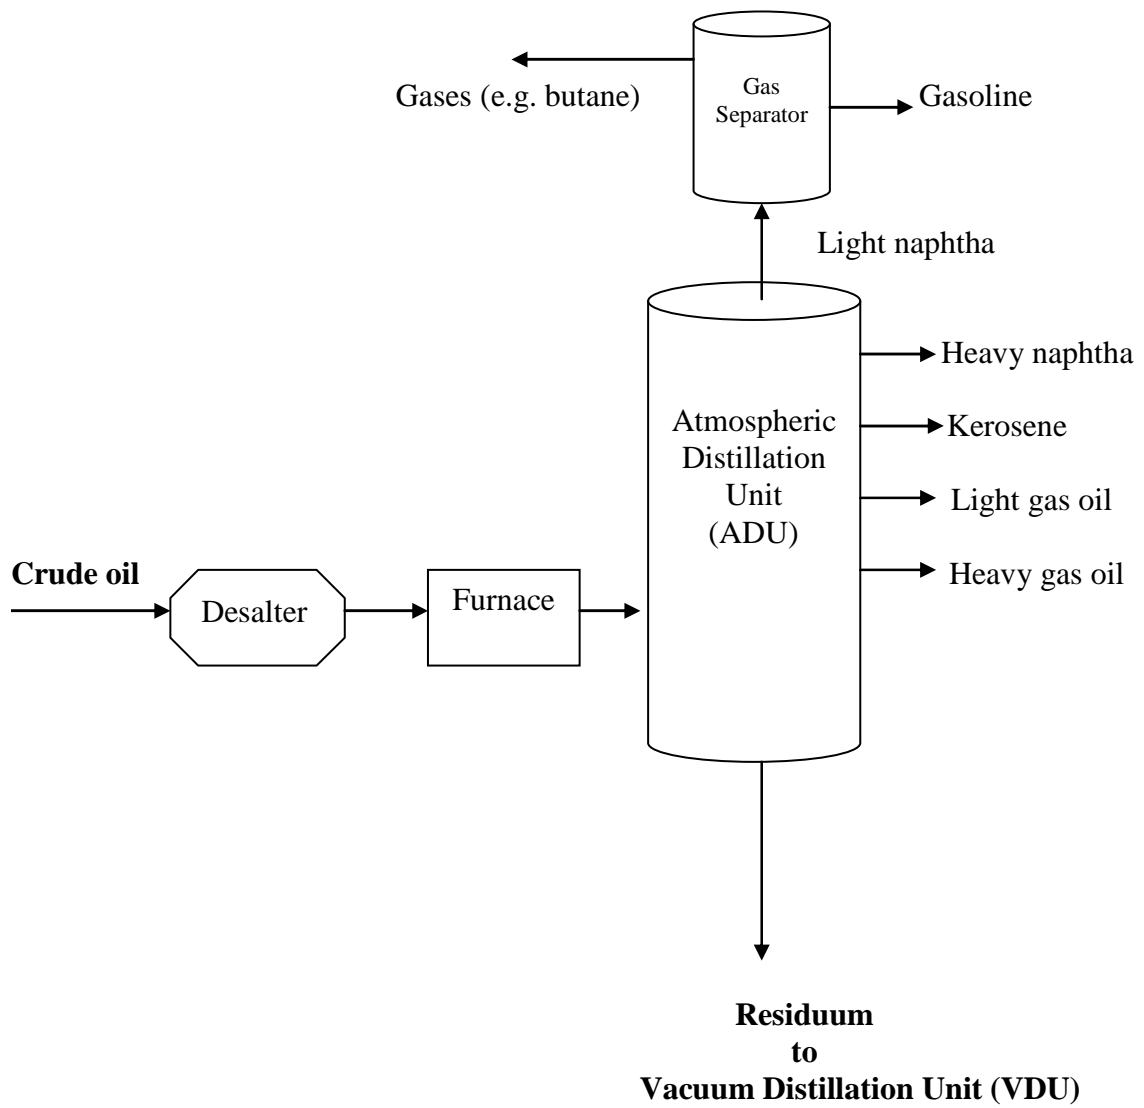 Gas
Separator
Gases (e.g. butane)
Gasoline
Light naphtha
Heavy naphtha
Atmospheric
Distillation
Unit
(ADU)
Kerosene
Light gas oil
Heavy gas oil
Crude oil
Desalter
Furnace
Residuum
to
Vacuum Distillation Unit (VDU)